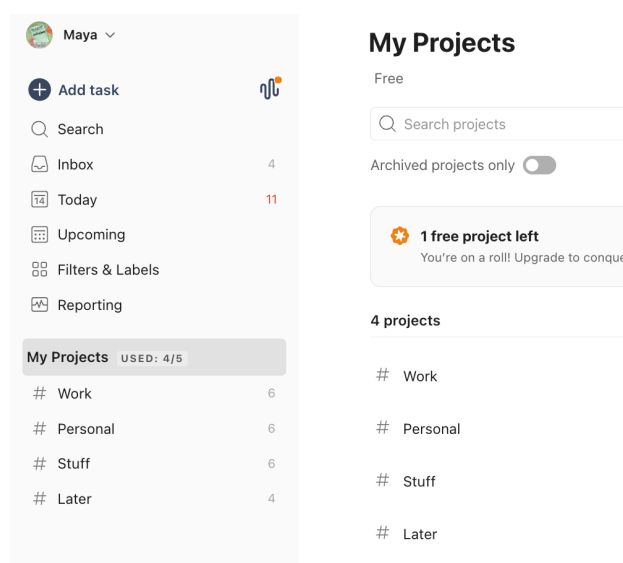 Maya
Add task
Search
Inbox 4
14 Today 11
Upcoming
Filters & Labels
Reporting
My Projects USED: 4/5
# Work 6
# Personal 6
# Stuff 6
# Later 4
My Projects
Free
Search projects
Archived projects only
1 free project left
You're on a roll! Upgrade to conque
4 projects
# Work
# Personal
# Stuff
# Later